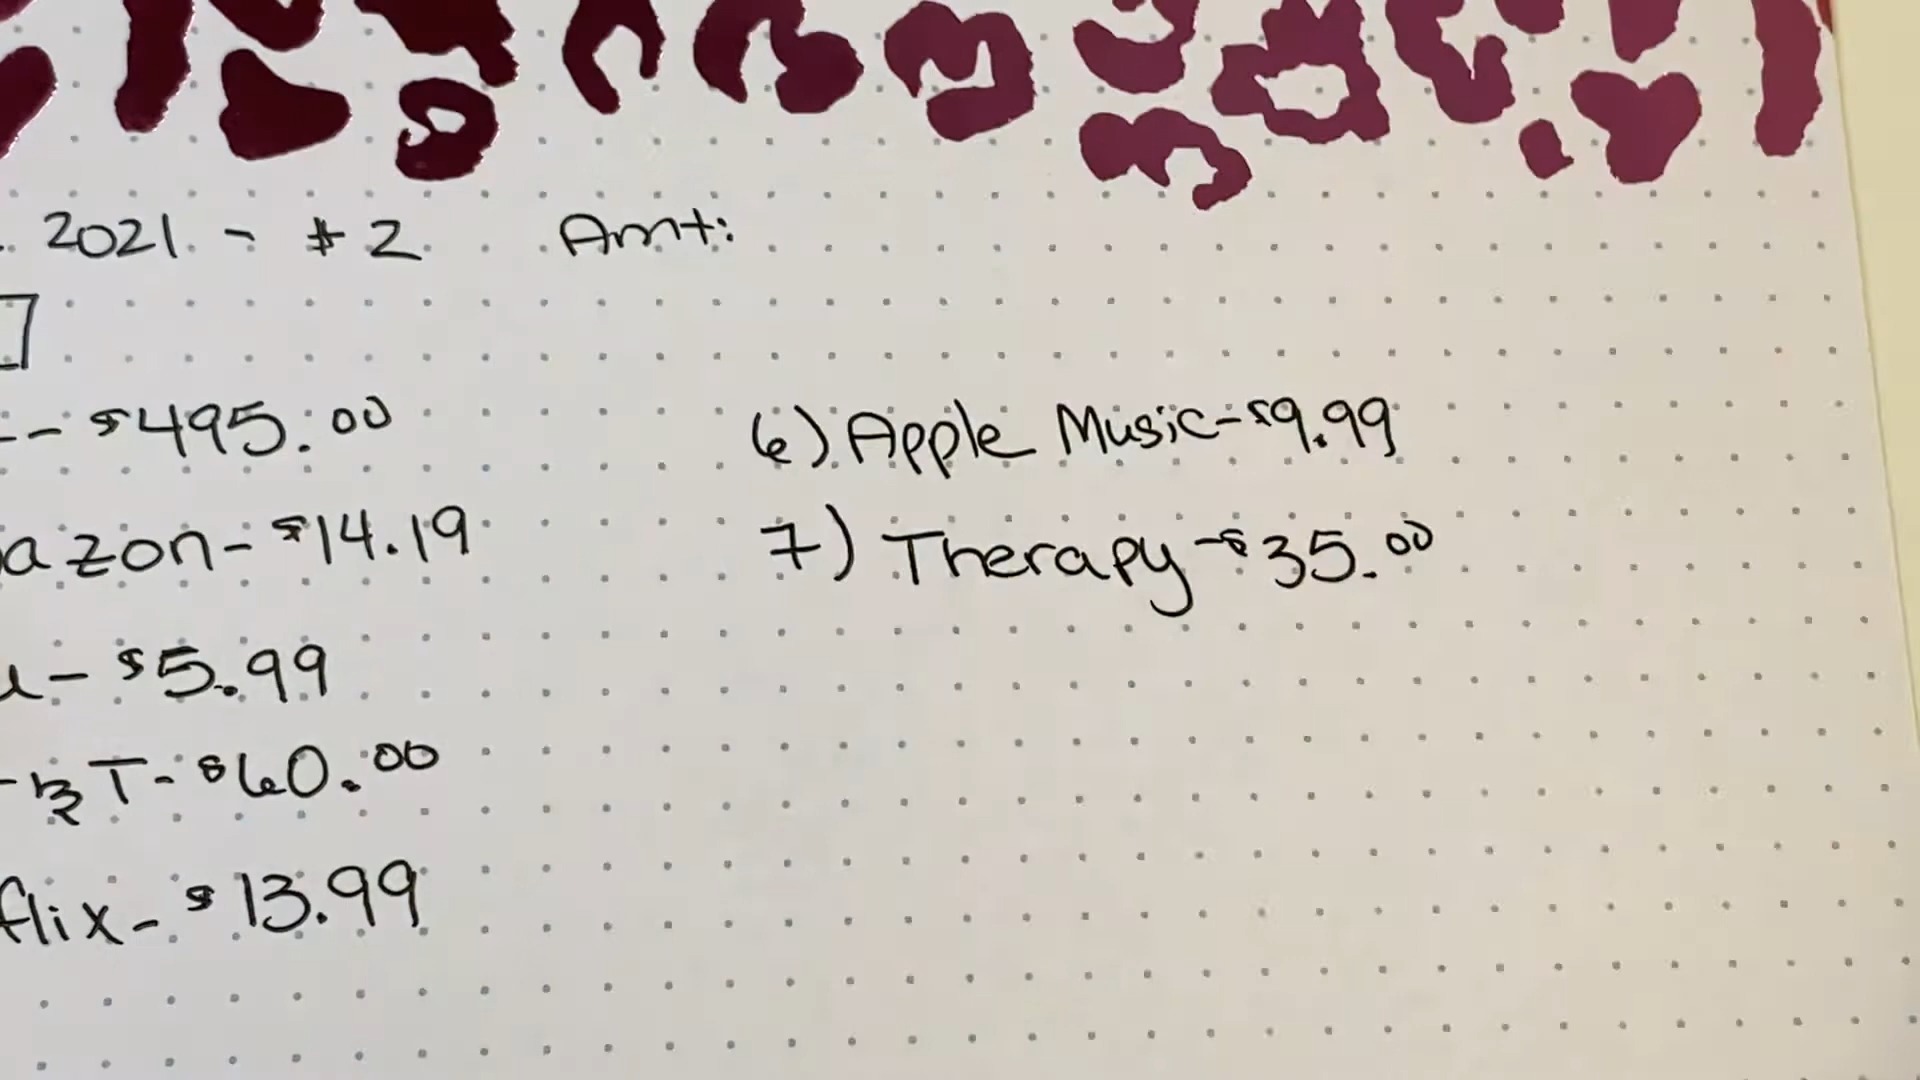 2021 - #2 Amt:
- $495.00
azon - $14.19
- $5.99
&T - $60.00
flix - $13.99
6) Apple Music - $9.99
7) Therapy - $35.00